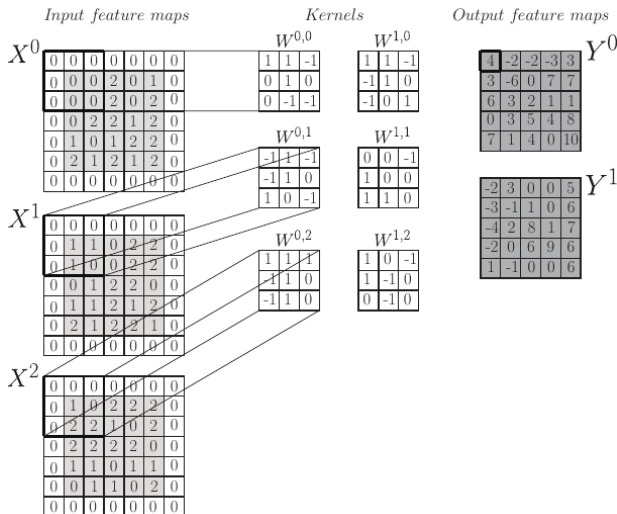 Input feature maps
X0
0 0 0 0 0 0 0
0 0 0 2 0 1 0
0 0 0 2 0 2 0
0 0 2 2 1 2 0
0 1 0 1 2 2 0
0 2 1 2 1 2 0
0 0 0 0 0 0 0
X1
0 0 0 0 0 0 0
0 1 1 0 2 2 0
0 1 0 0 2 2 0
0 0 1 2 2 0 0
0 1 1 2 1 2 0
0 2 1 2 2 1 0
0 0 0 0 0 0 0
X2
0 0 0 0 0 0 0
0 1 0 2 2 2 0
0 2 2 1 0 2 0
0 2 2 2 2 0 0
0 1 1 0 1 1 0
0 0 1 1 0 2 0
0 0 0 0 0 0 0
Kernels
W0,0
1 1 -1
0 1 0
0 -1 -1
W1,0
1 1 -1
-1 1 0
-1 0 1
W0,1
-1 1 -1
-1 1 0
1 0 -1
W1,1
0 0 -1
1 0 0
1 1 0
W0,2
1 1 1
-1 1 0
-1 1 0
W1,2
1 0 -1
1 -1 0
0 -1 0
Output feature maps
Y0
4 -2 -2 -3 3
3 -6 0 7 7
6 3 2 1 1
0 3 5 4 8
7 1 4 0 10
Y1
-2 3 0 0 5
-3 -1 1 0 6
-4 2 8 1 7
-2 0 6 9 6
1 -1 0 0 6